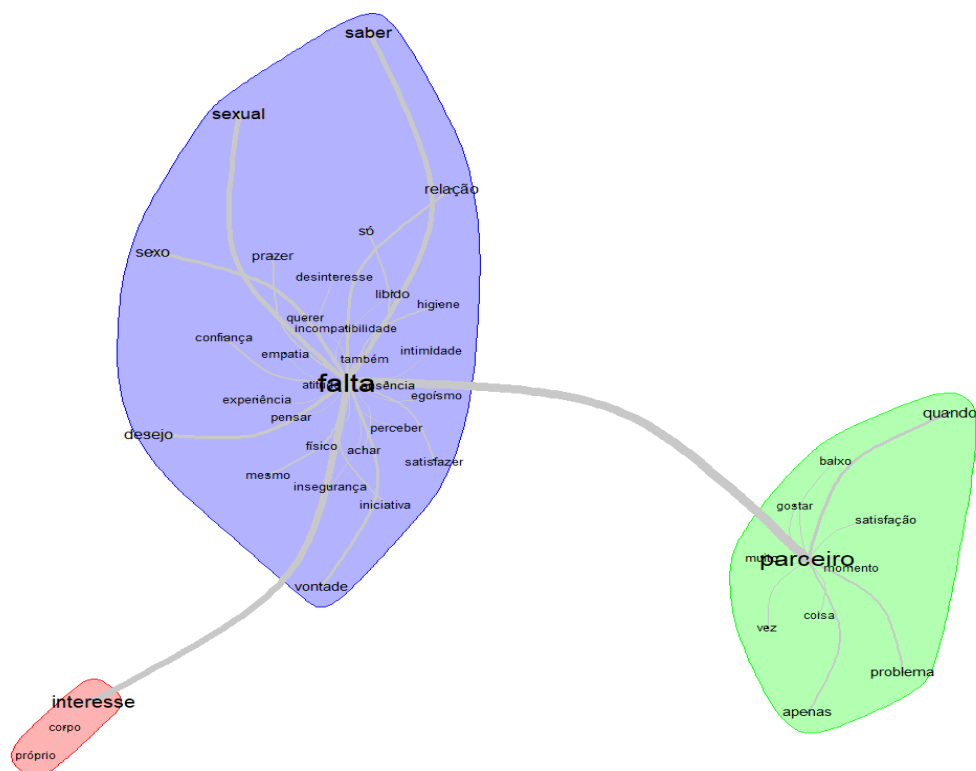 saber
sexual
relação
só
sexo
prazer
desinteresse
libido
higiene
querer
incompatibilidade
confiança
empatia
também
intimidade
falta
ausência
egoísmo
experiência
pensar
perceber
desejo
físico
achar
satisfazer
mesmo
insegurança
iniciativa
vontade
quando
baixo
gostar
satisfação
muito
parceiro
momento
coisa
vez
problema
apenas
interesse
corpo
próprio